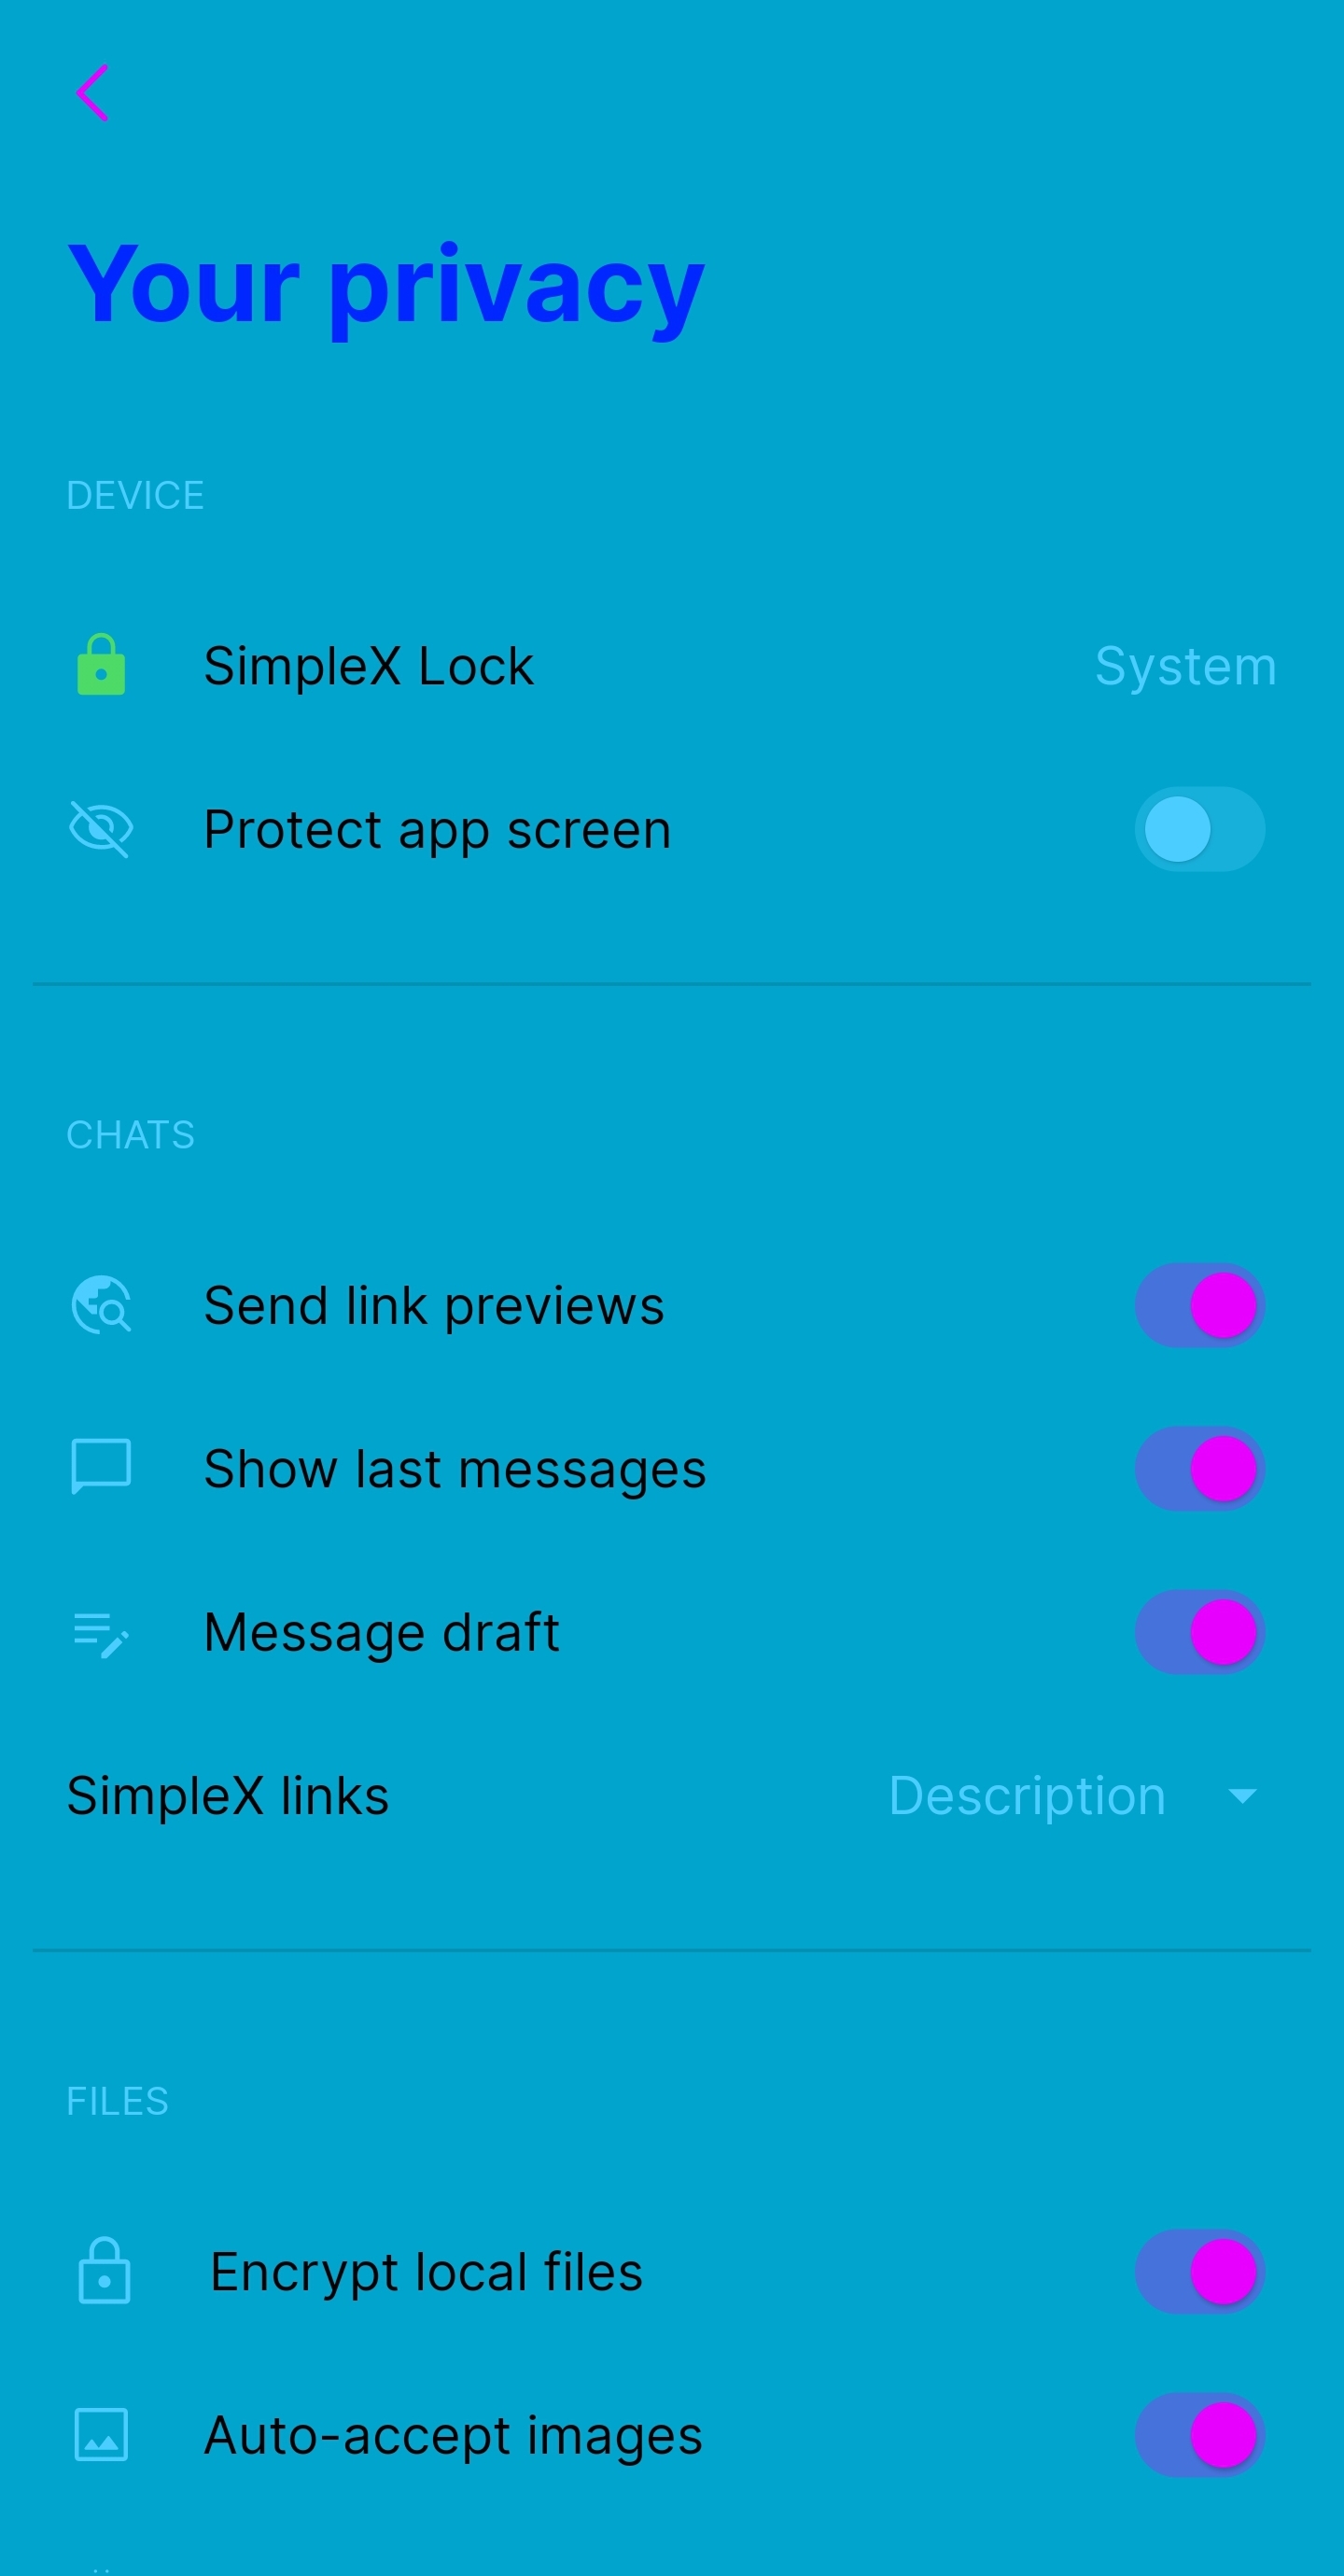 Your privacy
DEVICE
SimpleX Lock System
Protect app screen
CHATS
Send link previews
Show last messages
Message draft
SimpleX links Description
FILES
Encrypt local files
Auto-accept images